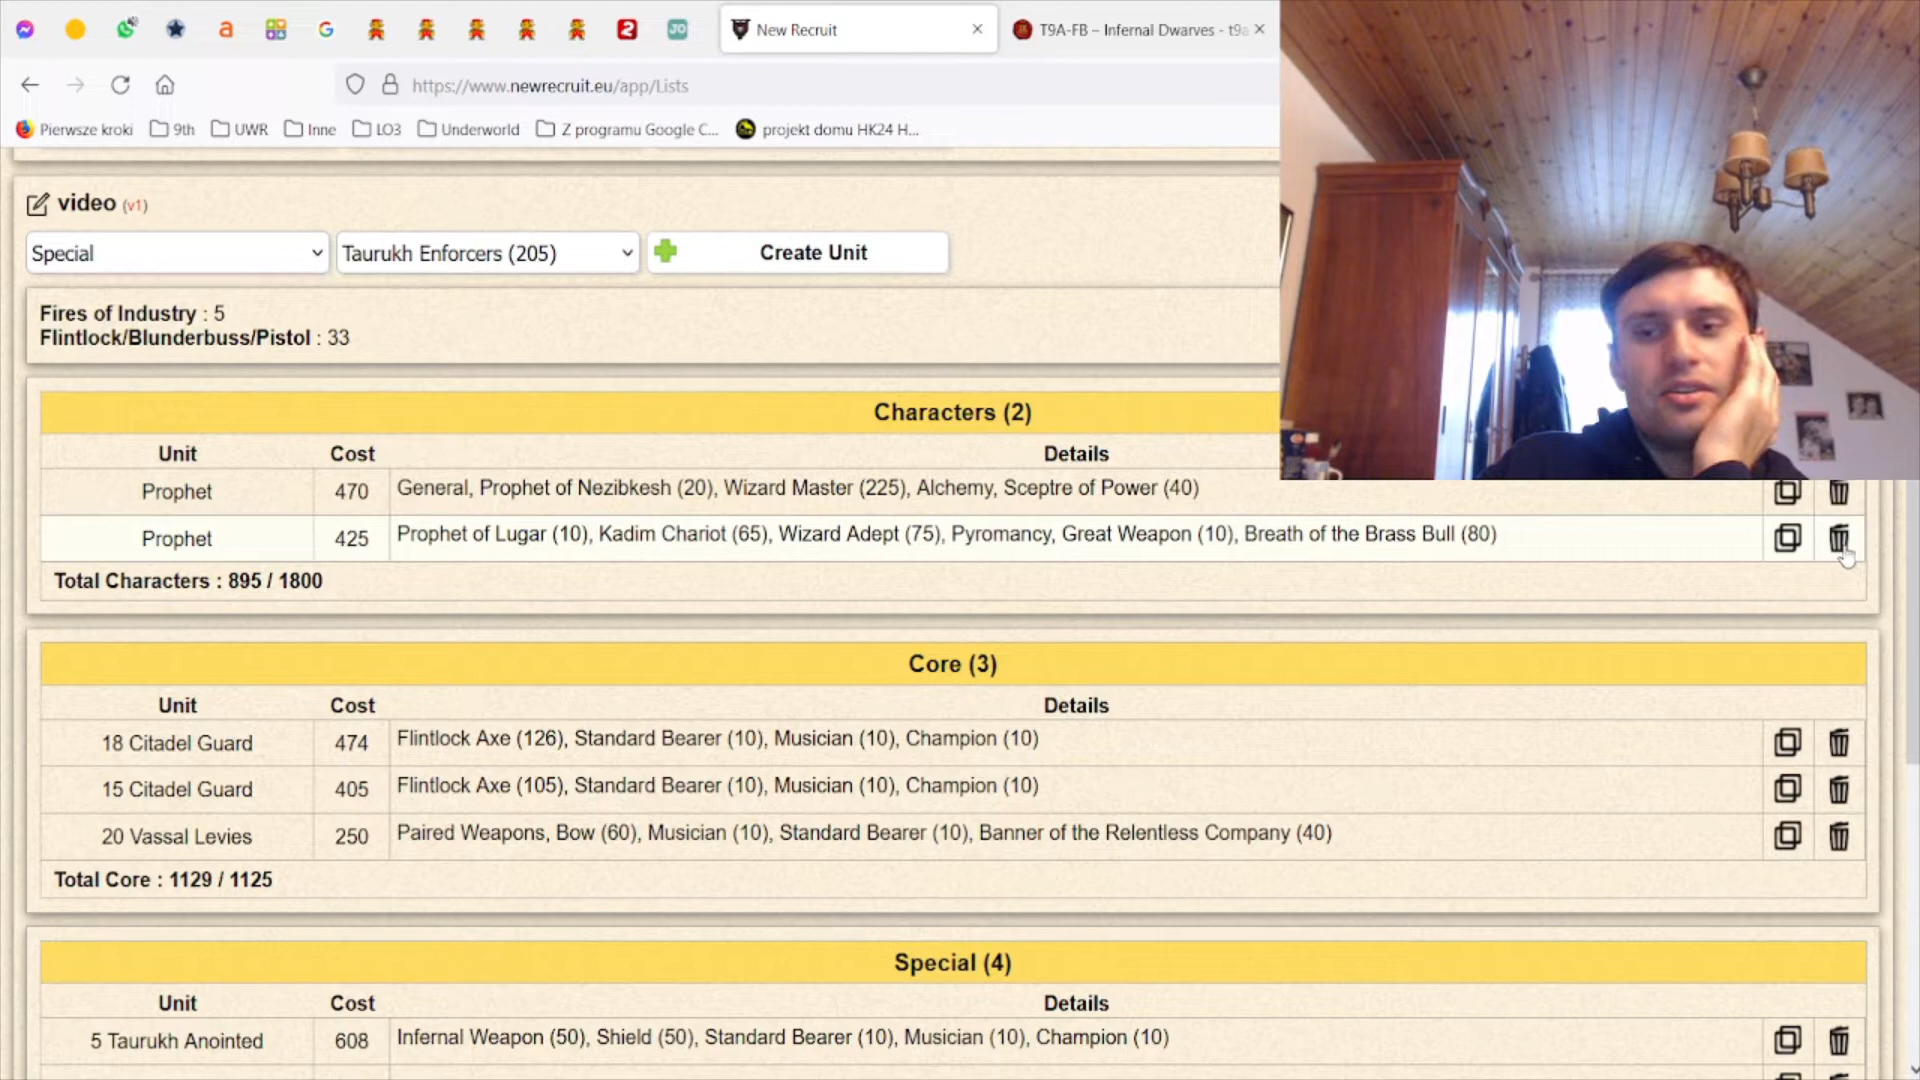 New Recruit
T9A-FB – Infernal Dwarves - t9a
https://www.newrecruit.eu/app/Lists
Pierwsze kroki 9th UWR Inne LO3 Underworld Z programu Google C... projekt domu HK24 H...
video (v1)
Special Taurukh Enforcers (205) Create Unit
Fires of Industry : 5
Flintlock/Blunderbuss/Pistol : 33
Characters (2)
Unit Cost Details
Prophet 470 General, Prophet of Nezibkesh (20), Wizard Master (225), Alchemy, Sceptre of Power (40)
Prophet 425 Prophet of Lugar (10), Kadim Chariot (65), Wizard Adept (75), Pyromancy, Great Weapon (10), Breath of the Brass Bull (80)
Total Characters : 895 / 1800
Core (3)
Unit Cost Details
18 Citadel Guard 474 Flintlock Axe (126), Standard Bearer (10), Musician (10), Champion (10)
15 Citadel Guard 405 Flintlock Axe (105), Standard Bearer (10), Musician (10), Champion (10)
20 Vassal Levies 250 Paired Weapons, Bow (60), Musician (10), Standard Bearer (10), Banner of the Relentless Company (40)
Total Core : 1129 / 1125
Special (4)
Unit Cost Details
5 Taurukh Anointed 608 Infernal Weapon (50), Shield (50), Standard Bearer (10), Musician (10), Champion (10)